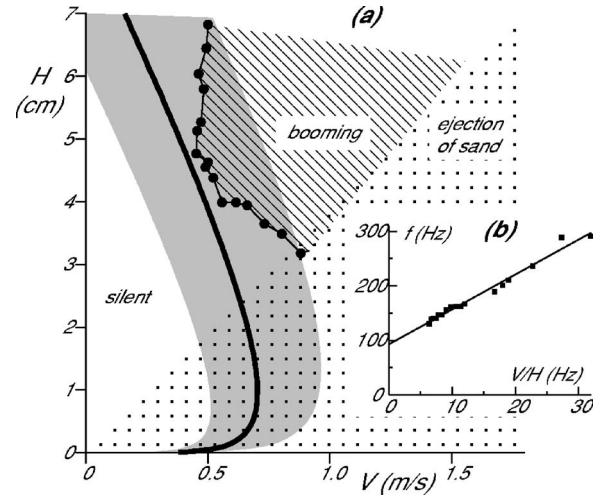 (a)
7
6
5
4
3
2
1
0
H
(cm)
booming
ejection
of sand
silent
(b)
f (Hz)
300
200
100
0
0
10
20
30
V/H (Hz)
0
0.5
1.0
1.5
V (m/s)